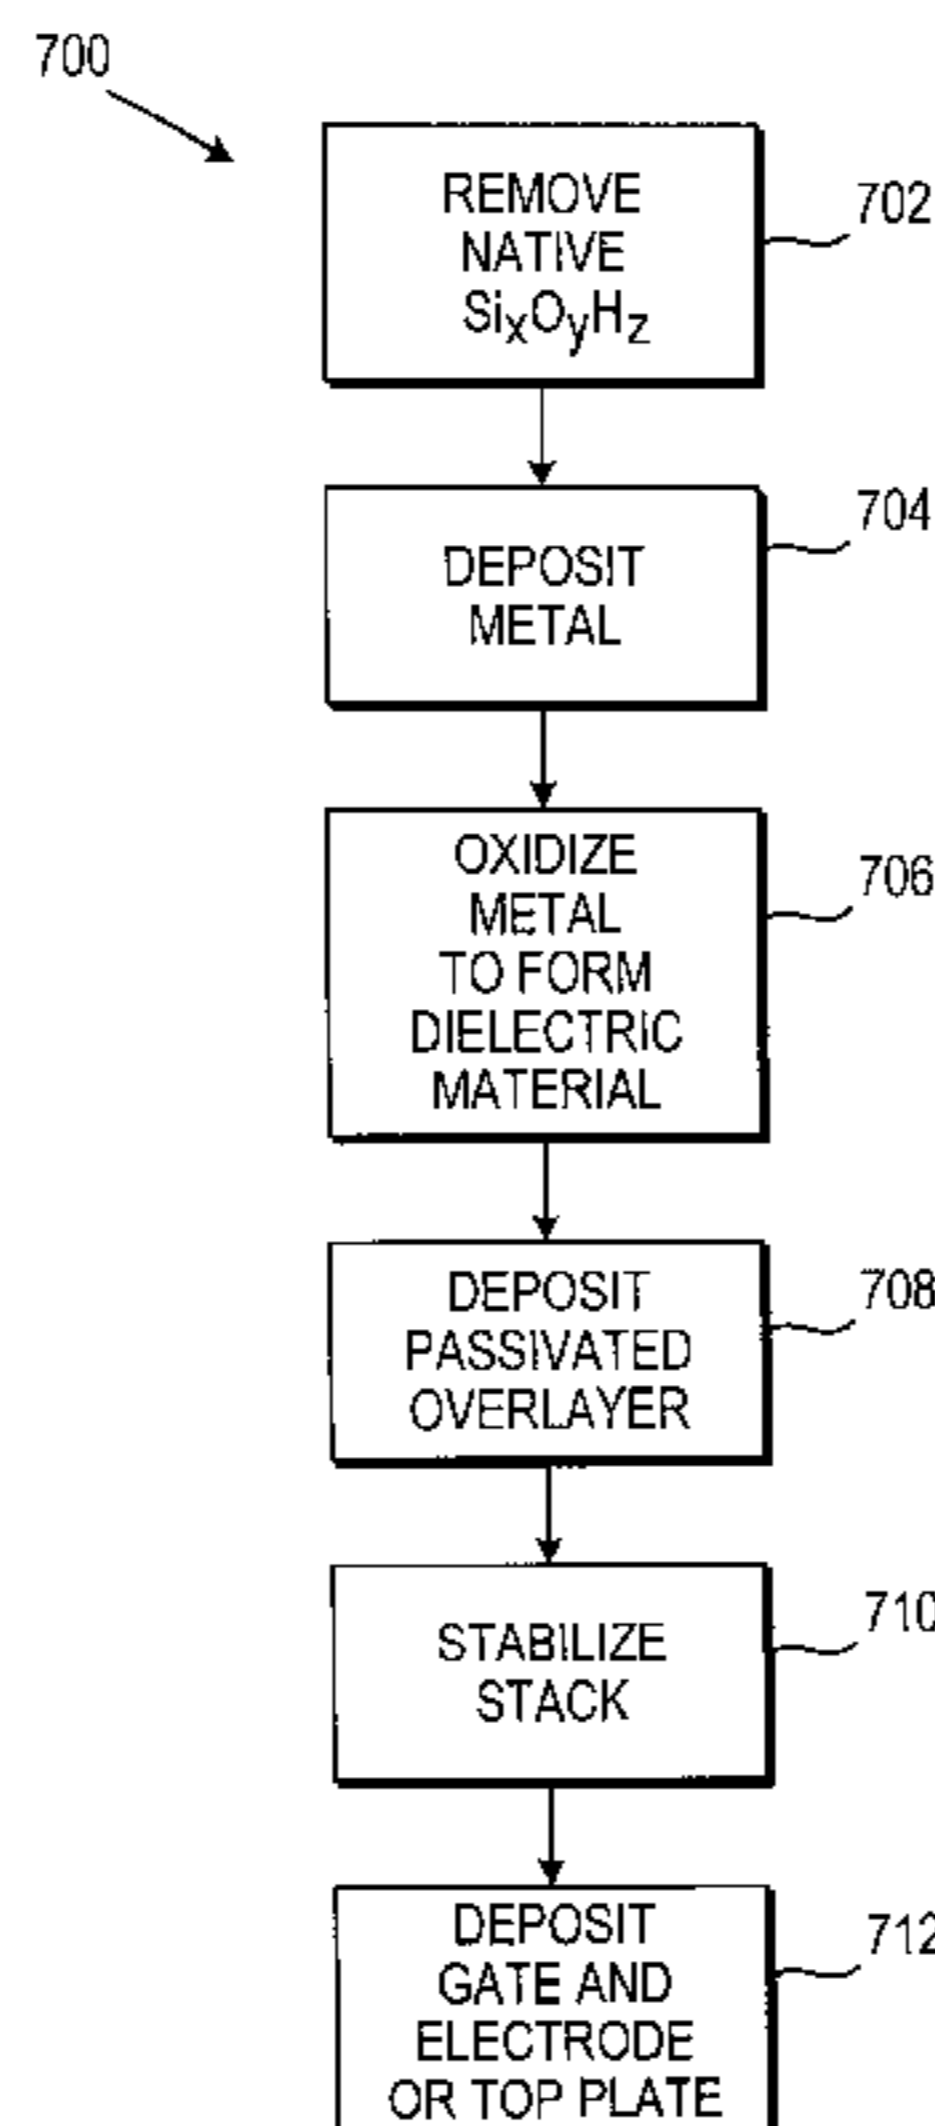 700
REMOVE
NATIVE
SiₓOᵧH_Z
702
DEPOSIT
METAL
704
OXIDIZE
METAL
TO FORM
DIELECTRIC
MATERIAL
706
DEPOSIT
PASSIVATED
OVERLAYER
708
STABILIZE
STACK
710
DEPOSIT
GATE AND
ELECTRODE
OR TOP PLATE
712